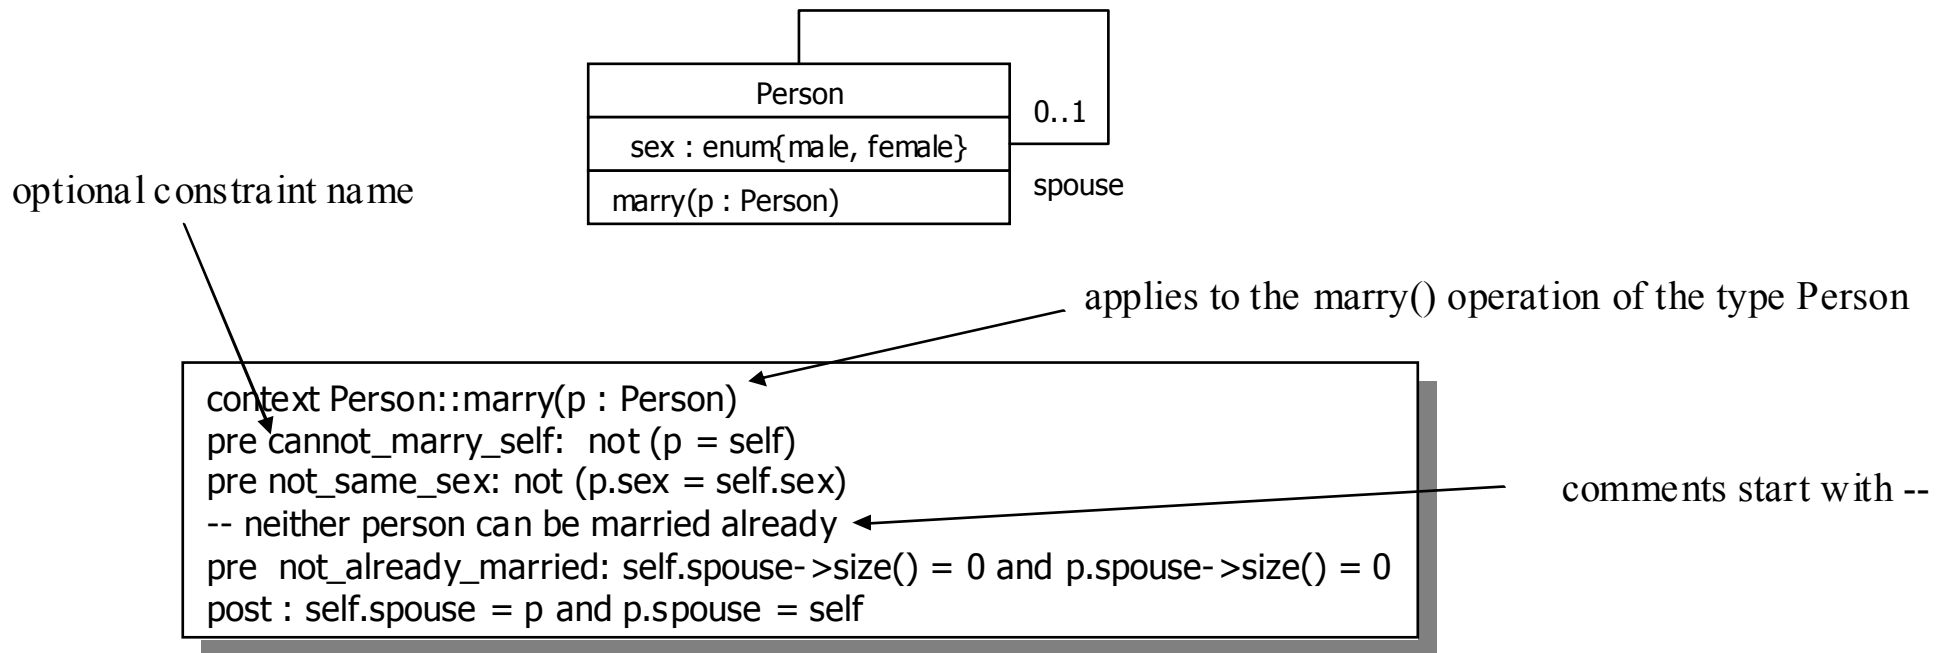 Person
0..1
sex : enum{male, female}
optional constraint name
marry(p : Person)
spouse
applies to the marry() operation of the type Person
context Person::marry(p : Person)
pre cannot_marry_self: not (p = self)
pre not_same_sex: not (p.sex = self.sex)
comments start with --
-- neither person can be married already
pre not_already_married: self.spouse->size() = 0 and p.spouse->size() = 0
post : self.spouse = p and p.spouse = self